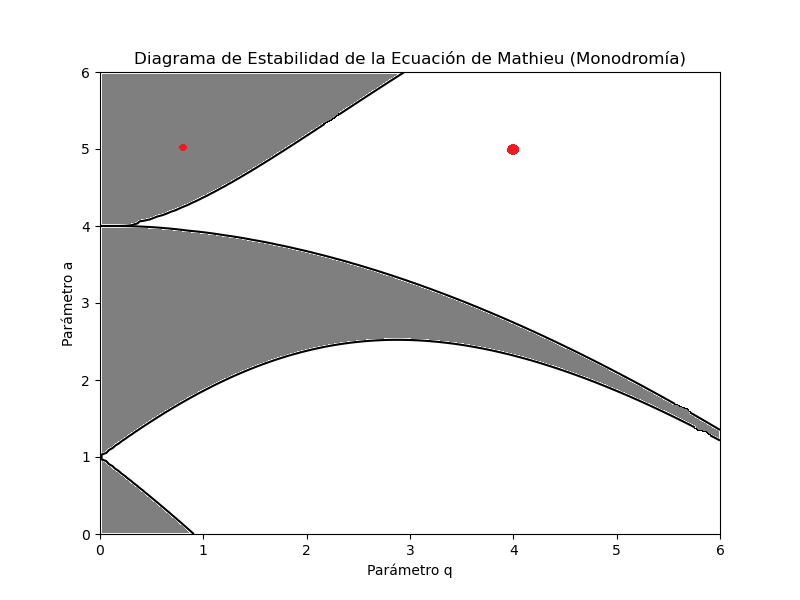 Diagrama de Estabilidad de la Ecuación de Mathieu (Monodromía)
6
5
4
3
2
1
0
Parámetro a
0 1 2 3 4 5 6
Parámetro q